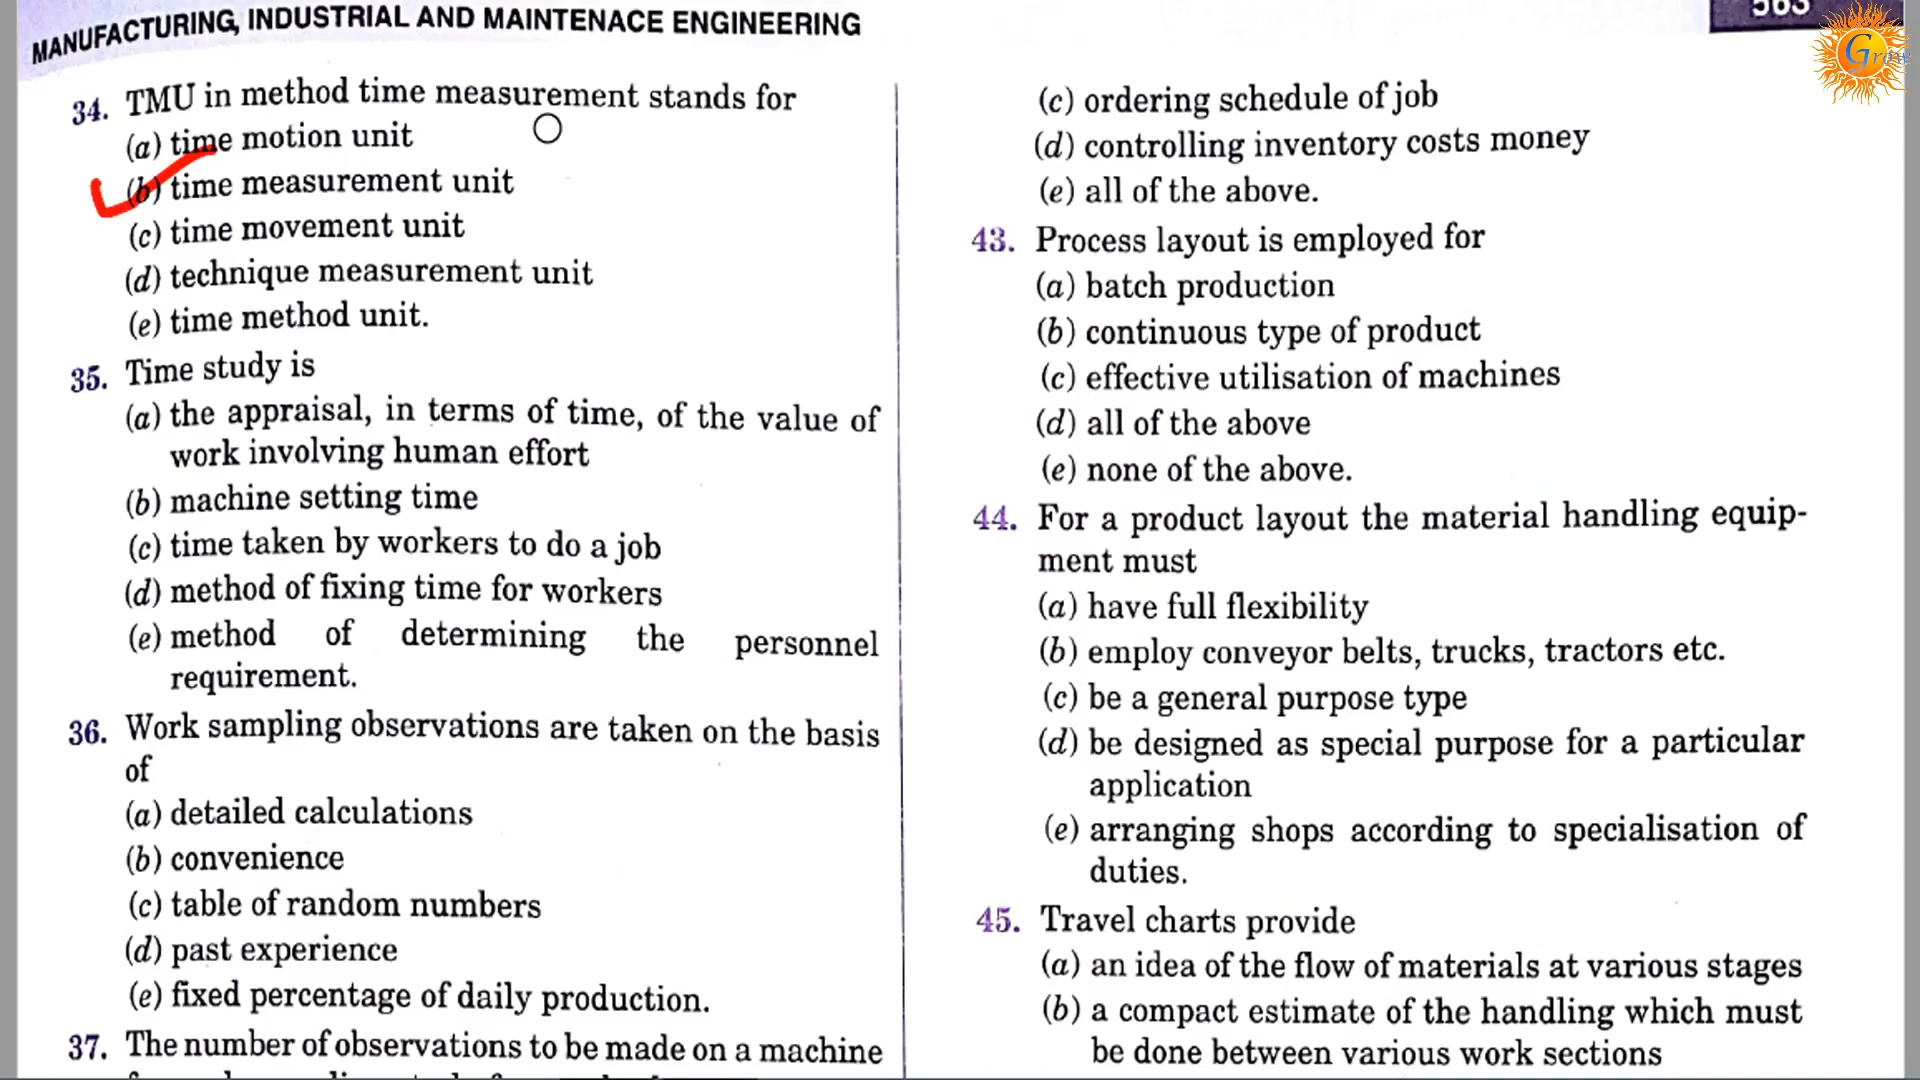 MANUFACTURING, INDUSTRIAL AND MAINTENACE ENGINEERING
563
Grow
34. TMU in method time measurement stands for
(a) time motion unit
(b) time measurement unit
(c) time movement unit
(d) technique measurement unit
(e) time method unit.
35. Time study is
(a) the appraisal, in terms of time, of the value of
work involving human effort
(b) machine setting time
(c) time taken by workers to do a job
(d) method of fixing time for workers
(e) method of determining the personnel
requirement.
36. Work sampling observations are taken on the basis
of
(a) detailed calculations
(b) convenience
(c) table of random numbers
(d) past experience
(e) fixed percentage of daily production.
37. The number of observations to be made on a machine
(c) ordering schedule of job
(d) controlling inventory costs money
(e) all of the above.
43. Process layout is employed for
(a) batch production
(b) continuous type of product
(c) effective utilisation of machines
(d) all of the above
(e) none of the above.
44. For a product layout the material handling equip-
ment must
(a) have full flexibility
(b) employ conveyor belts, trucks, tractors etc.
(c) be a general purpose type
(d) be designed as special purpose for a particular
application
(e) arranging shops according to specialisation of
duties.
45. Travel charts provide
(a) an idea of the flow of materials at various stages
(b) a compact estimate of the handling which must
be done between various work sections